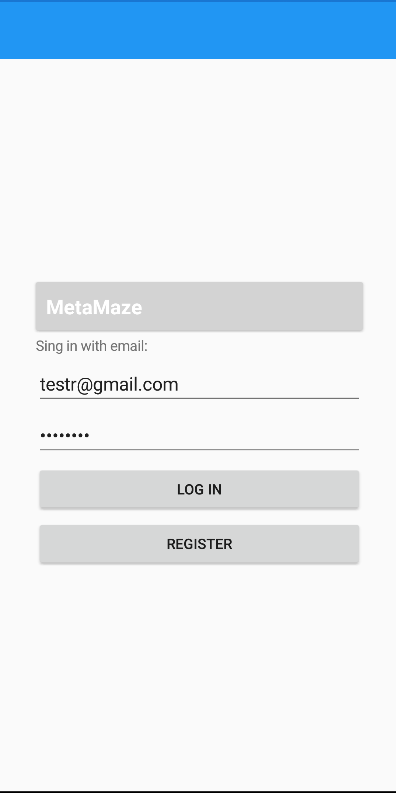 MetaMaze
Sing in with email:
testr@gmail.com
••••••••
LOG IN
REGISTER